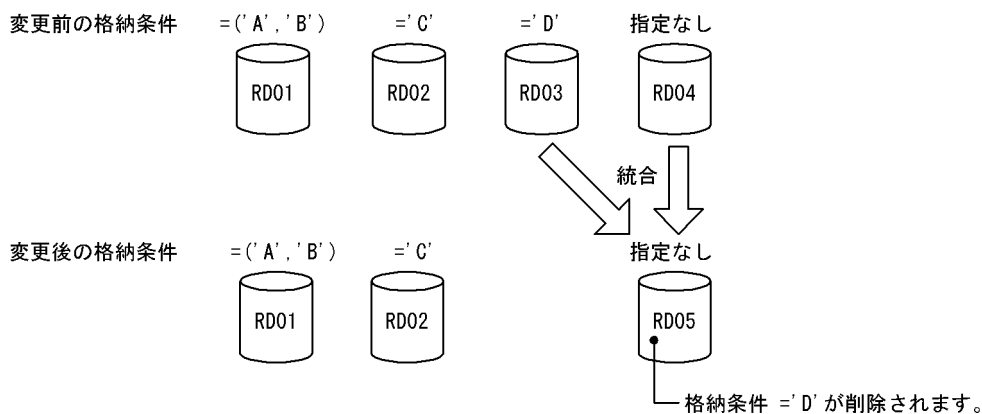 変更前の格納条件 =('A','B') ='C' ='D' 指定なし
RD01 RD02 RD03 RD04
統合
変更後の格納条件 =('A','B') ='C' 指定なし
RD01 RD02 RD05
格納条件 ='D'が削除されます。